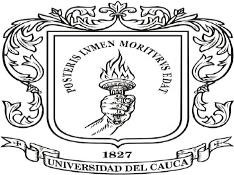 POSTERIS LVMEN MORITVRVS EDAT
1827
UNIVERSIDAD DEL CAUCA